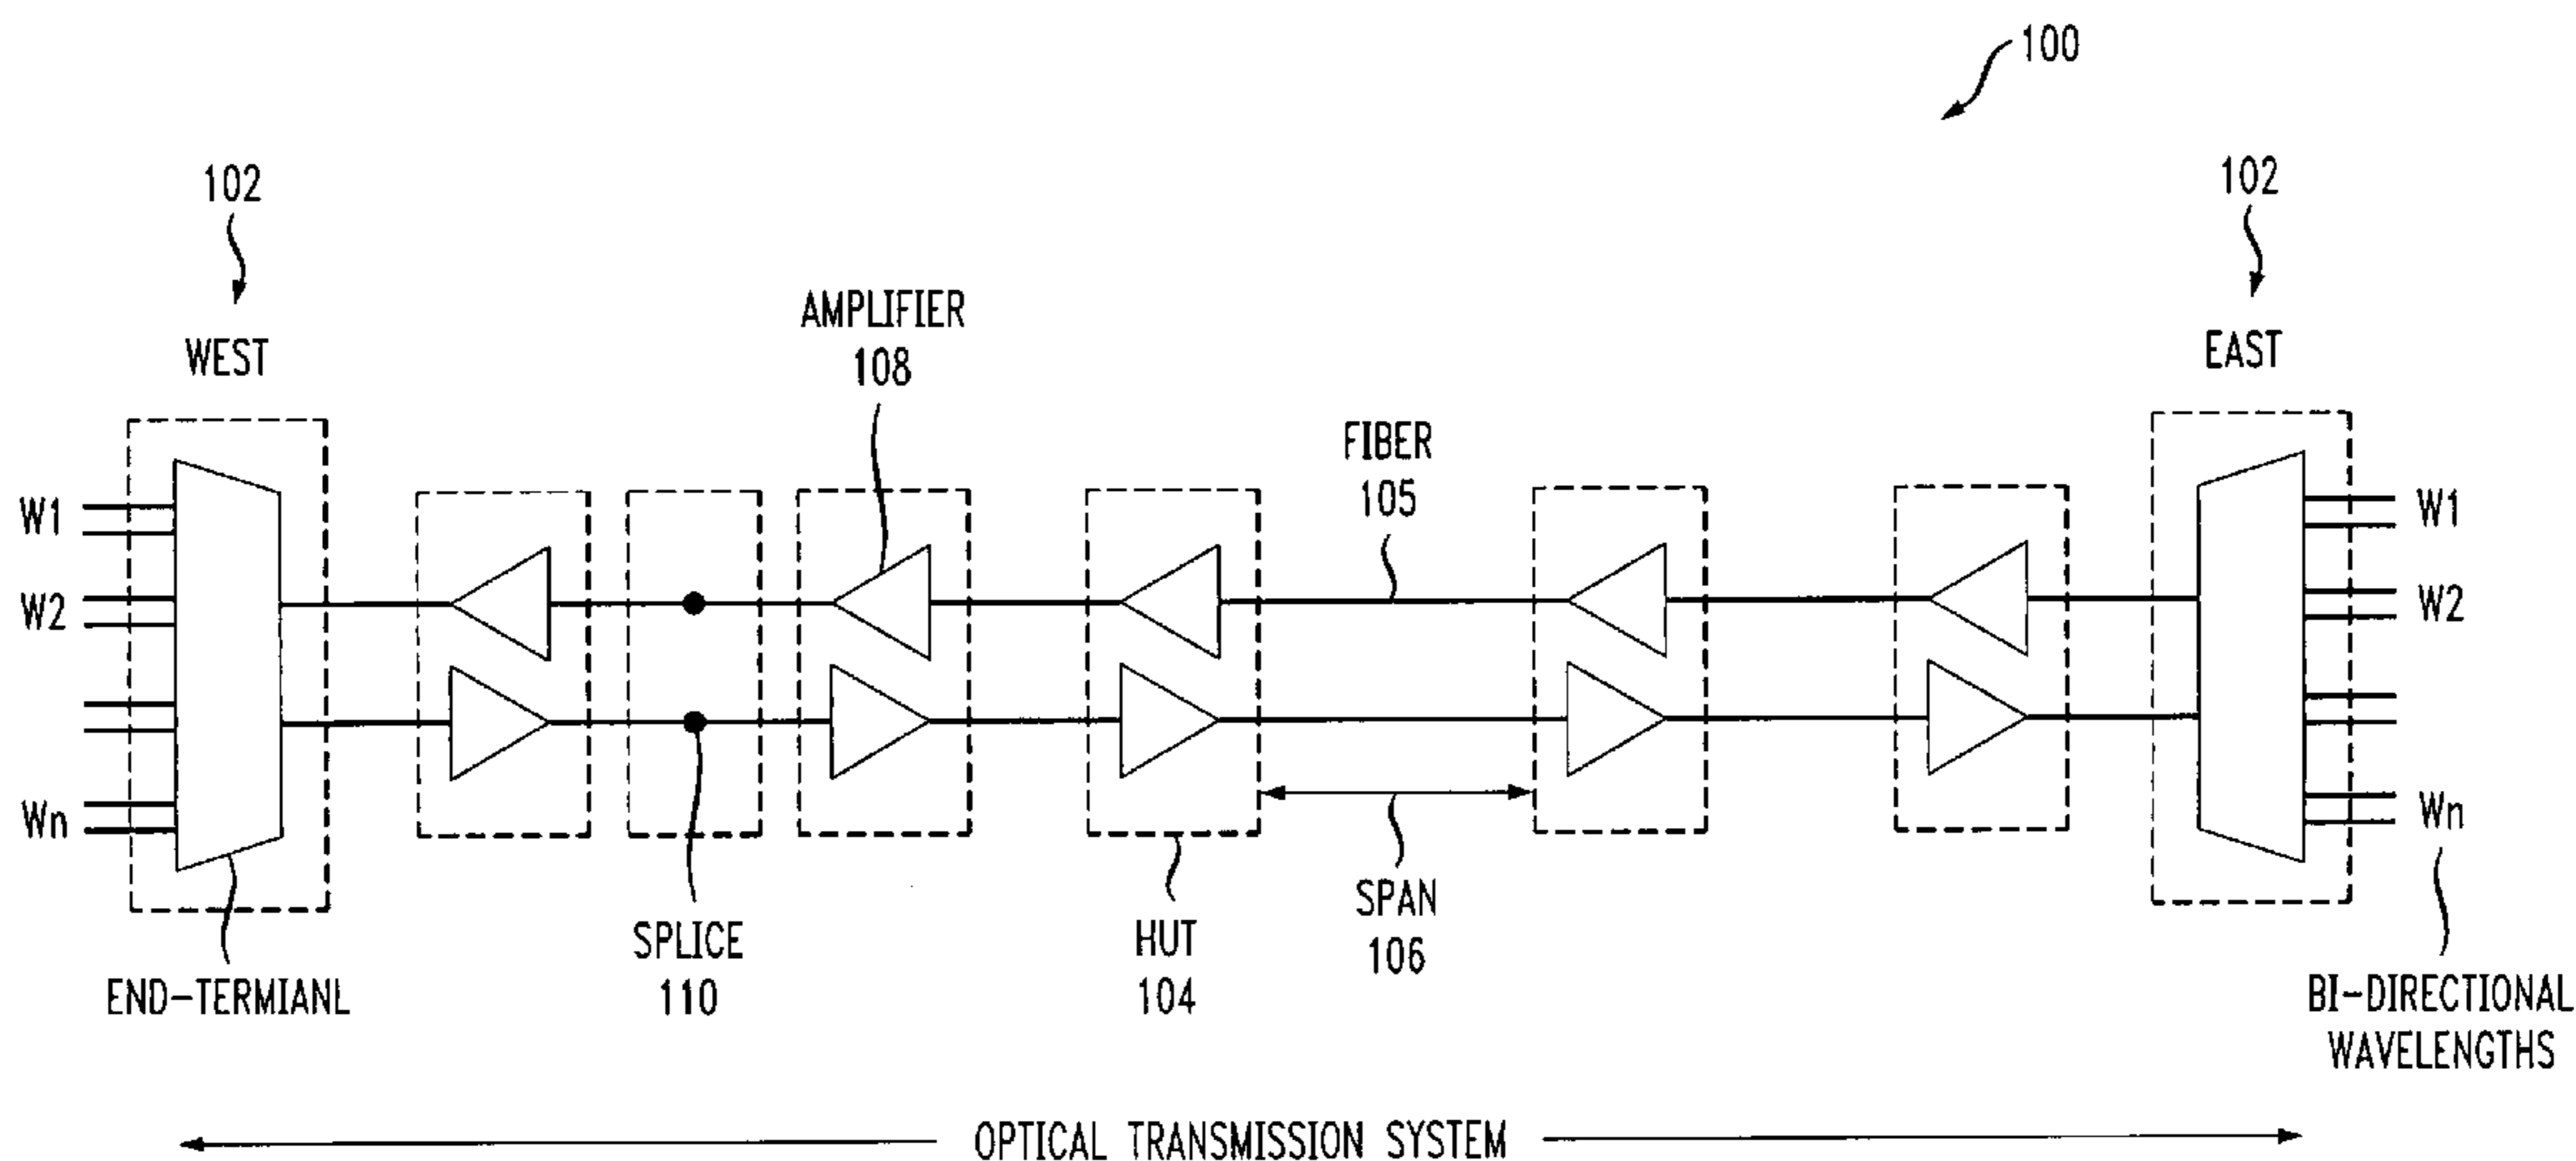 100
102
102
WEST
AMPLIFIER
108
EAST
FIBER
105
W1
W1
W2
W2
Wn
Wn
SPLICE
110
HUT
104
SPAN
106
END-TERMIANL
BI-DIRECTIONAL
WAVELENGTHS
OPTICAL TRANSMISSION SYSTEM